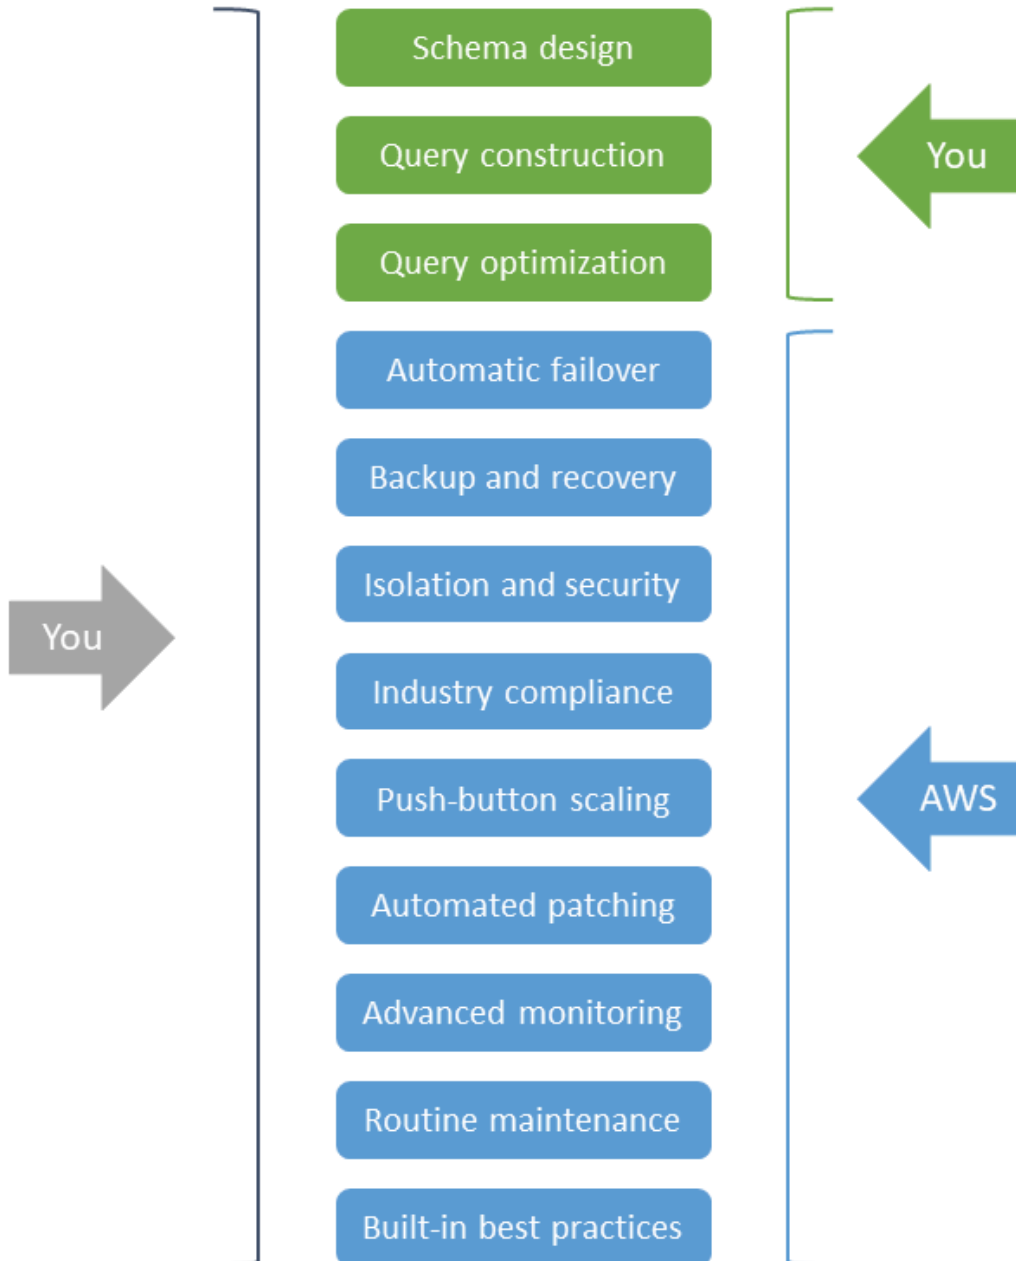 Schema design
Query construction
You
Query optimization
Automatic failover
Backup and recovery
Isolation and security
You
Industry compliance
Push-button scaling
AWS
Automated patching
Advanced monitoring
Routine maintenance
Built-in best practices